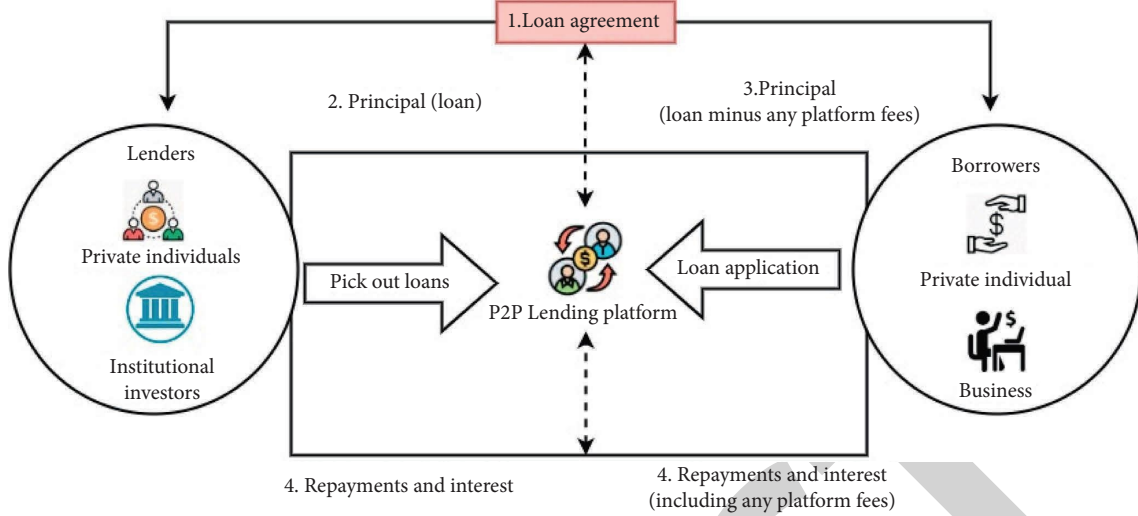 1.Loan agreement
2. Principal (loan)
3.Principal
(loan minus any platform fees)
Lenders
Private individuals
Institutional
investors
Pick out loans
P2P Lending platform
Loan application
Borrowers
Private individual
Business
4. Repayments and interest
4. Repayments and interest
(including any platform fees)